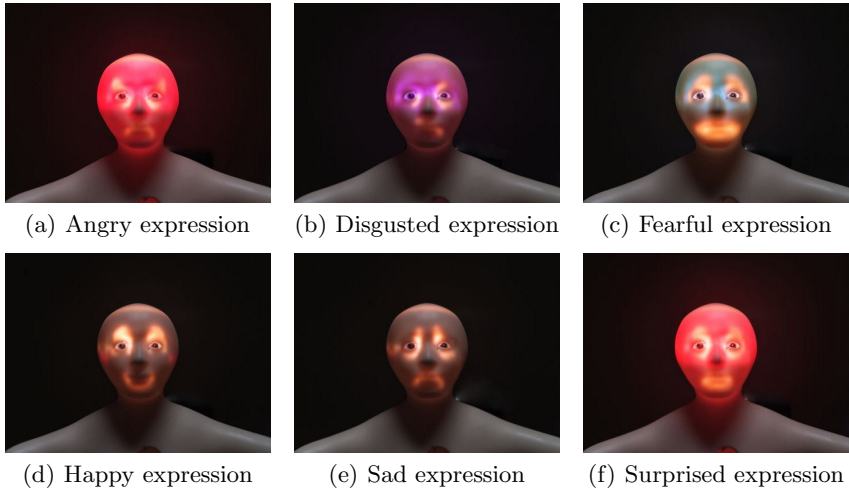 (a) Angry expression
(b) Disgusted expression
(c) Fearful expression
(d) Happy expression
(e) Sad expression
(f) Surprised expression